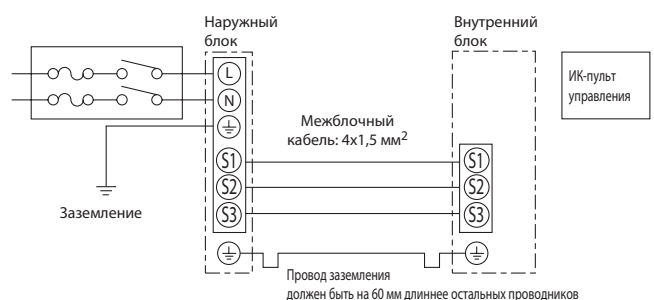 Наружный
блок
Внутренний
блок
L
N
ИК-пульт
управления
Межблочный
кабель: 4х1,5 мм²
S1
S2
S3
S1
S2
S3
Заземление
Провод заземления
должен быть на 60 мм длиннее остальных проводников